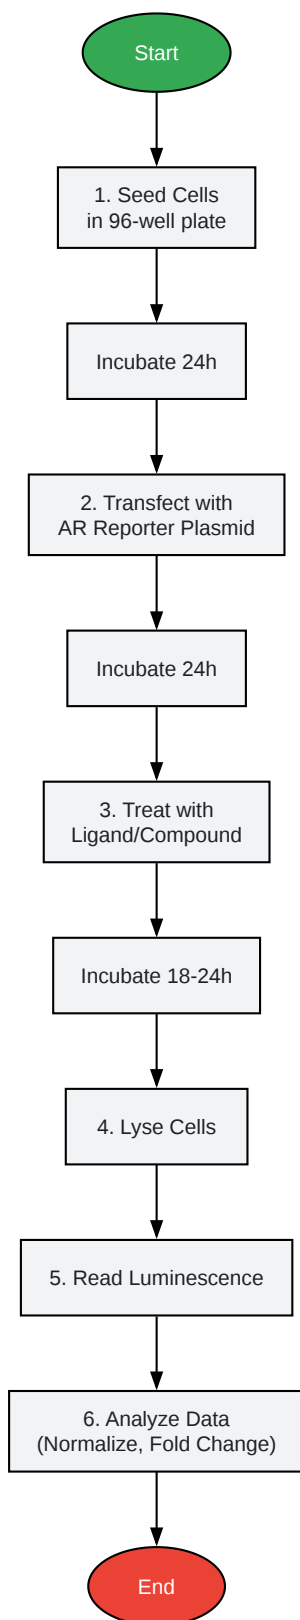 Start
1. Seed Cells
in 96-well plate
Incubate 24h
2. Transfect with
AR Reporter Plasmid
Incubate 24h
3. Treat with
Ligand/Compound
Incubate 18-24h
4. Lyse Cells
5. Read Luminescence
6. Analyze Data
(Normalize, Fold Change)
End